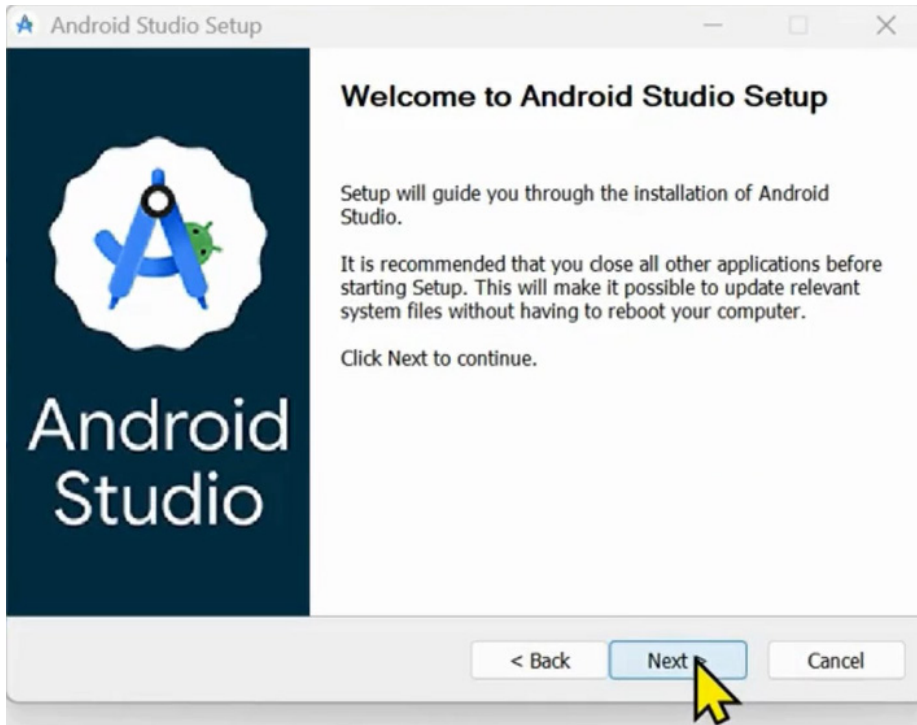 Android Studio Setup
Welcome to Android Studio Setup
Setup will guide you through the installation of Android
Studio.
It is recommended that you close all other applications before
starting Setup. This will make it possible to update relevant
system files without having to reboot your computer.
Click Next to continue.
Android
Studio
< Back
Next >
Cancel